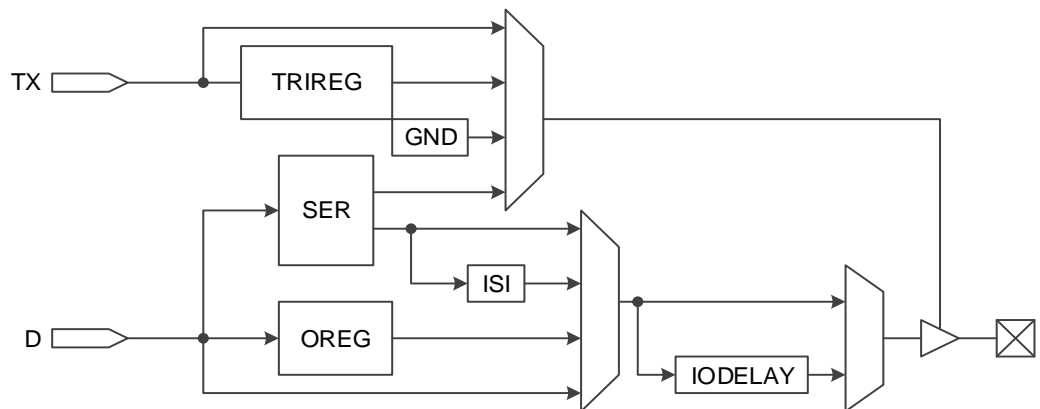 TX
TRIREG
GND
SER
ISI
D
OREG
IODELAY